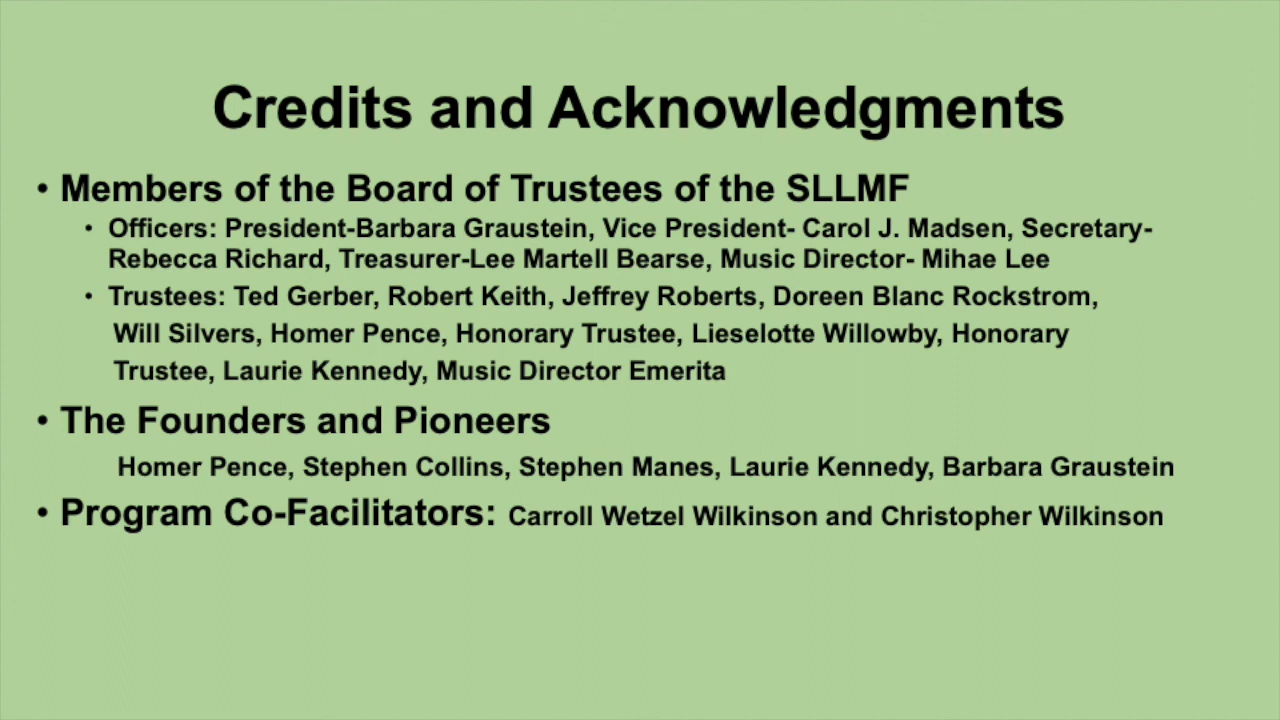 Credits and Acknowledgments
• Members of the Board of Trustees of the SLLMF
• Officers: President-Barbara Graustein, Vice President- Carol J. Madsen, Secretary-
Rebecca Richard, Treasurer-Lee Martell Bearse, Music Director- Mihae Lee
• Trustees: Ted Gerber, Robert Keith, Jeffrey Roberts, Doreen Blanc Rockstrom,
Will Silvers, Homer Pence, Honorary Trustee, Lieselotte Willowby, Honorary
Trustee, Laurie Kennedy, Music Director Emerita
• The Founders and Pioneers
Homer Pence, Stephen Collins, Stephen Manes, Laurie Kennedy, Barbara Graustein
• Program Co-Facilitators: Carroll Wetzel Wilkinson and Christopher Wilkinson